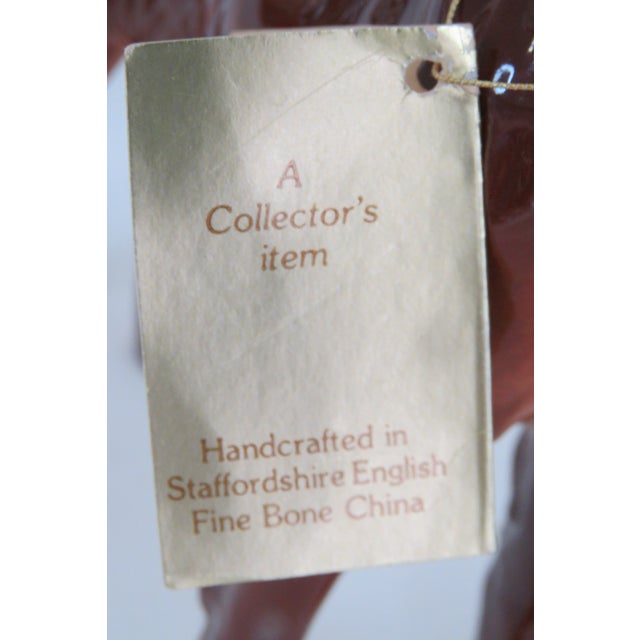 A
Collector's
item
Handcrafted in
Staffordshire English
Fine Bone China